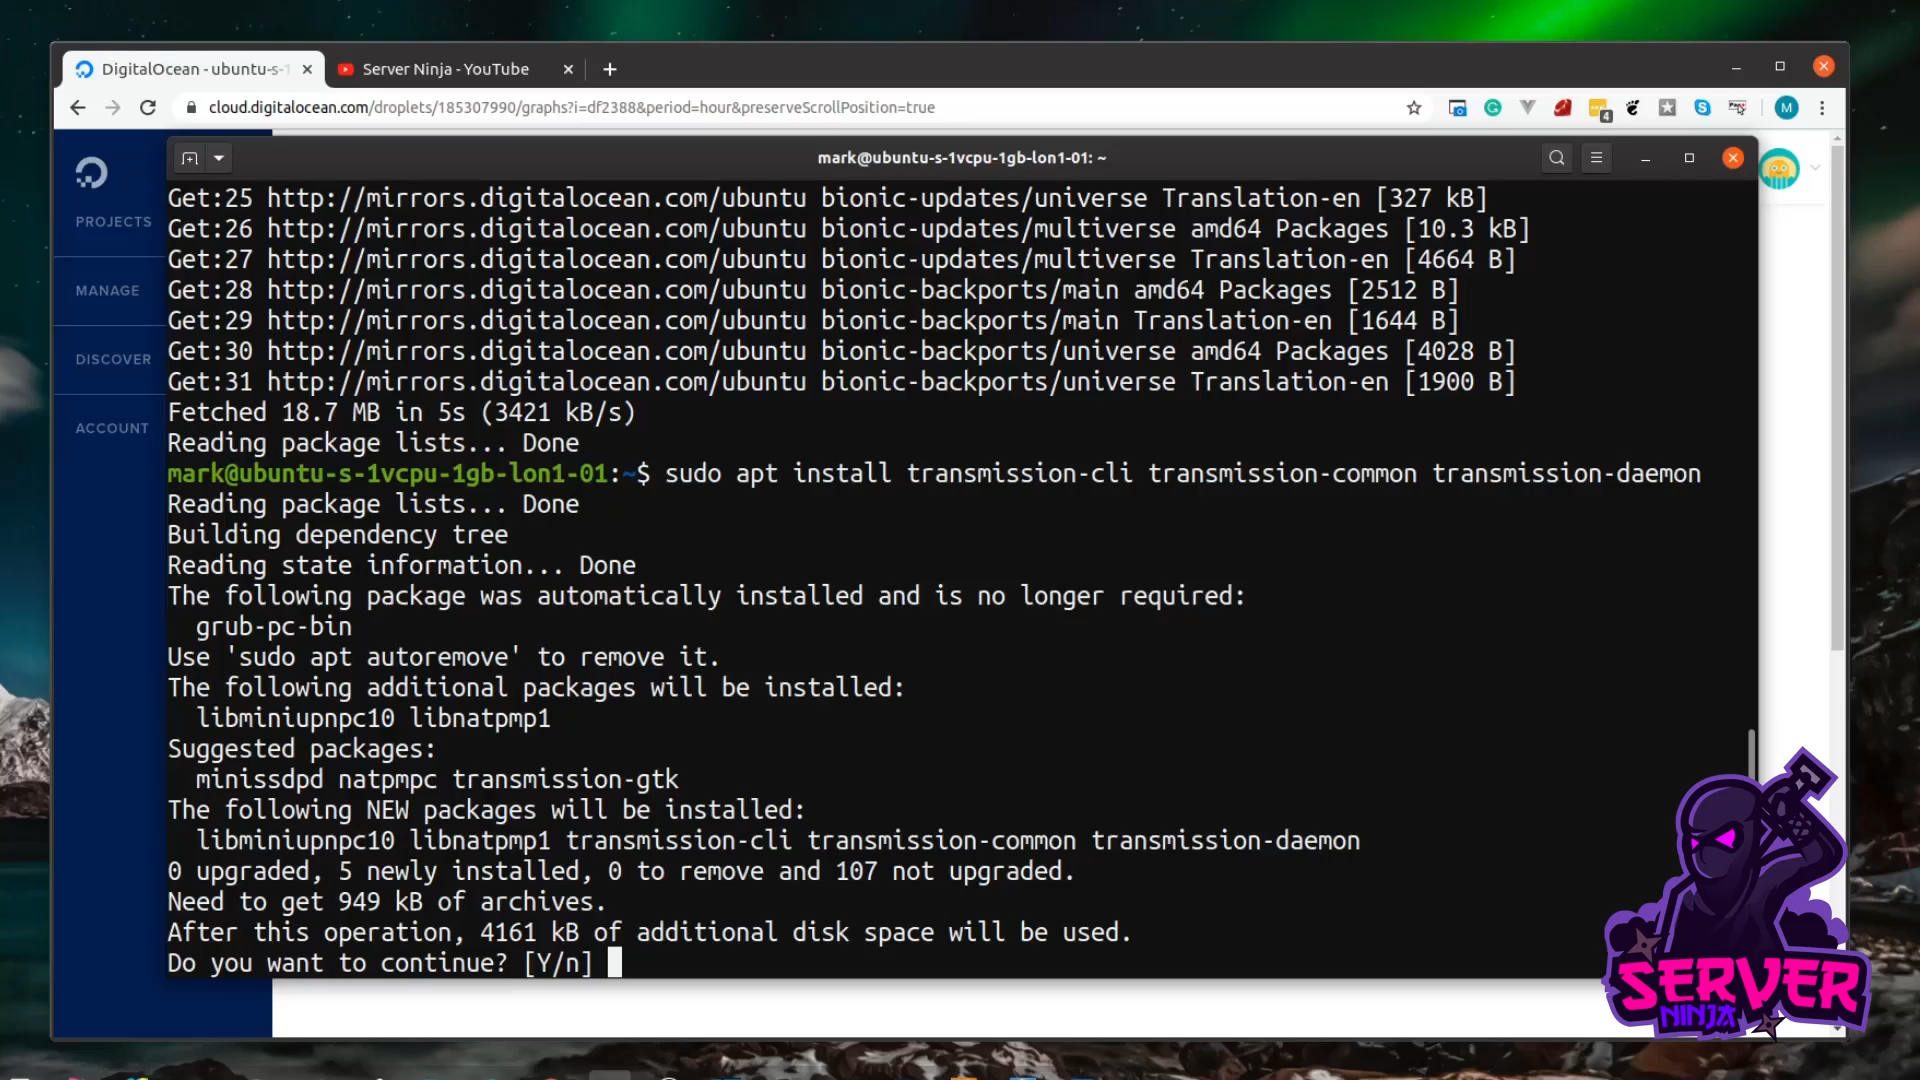 DigitalOcean - ubuntu-s-1
Server Ninja - YouTube
cloud.digitalocean.com/droplets/185307990/graphs?i=df2388&period=hour&preserveScrollPosition=true
4
M
mark@ubuntu-s-1vcpu-1gb-lon1-01: ~
PROJECTS
MANAGE
DISCOVER
ACCOUNT
Get:25 http://mirrors.digitalocean.com/ubuntu bionic-updates/universe Translation-en [327 kB]
Get:26 http://mirrors.digitalocean.com/ubuntu bionic-updates/multiverse amd64 Packages [10.3 kB]
Get:27 http://mirrors.digitalocean.com/ubuntu bionic-updates/multiverse Translation-en [4664 B]
Get:28 http://mirrors.digitalocean.com/ubuntu bionic-backports/main amd64 Packages [2512 B]
Get:29 http://mirrors.digitalocean.com/ubuntu bionic-backports/main Translation-en [1644 B]
Get:30 http://mirrors.digitalocean.com/ubuntu bionic-backports/universe amd64 Packages [4028 B]
Get:31 http://mirrors.digitalocean.com/ubuntu bionic-backports/universe Translation-en [1900 B]
Fetched 18.7 MB in 5s (3421 kB/s)
Reading package lists... Done
mark@ubuntu-s-1vcpu-1gb-lon1-01:~$ sudo apt install transmission-cli transmission-common transmission-daemon
Reading package lists... Done
Building dependency tree
Reading state information... Done
The following package was automatically installed and is no longer required:
grub-pc-bin
Use 'sudo apt autoremove' to remove it.
The following additional packages will be installed:
libminiupnpc10 libnatpmp1
Suggested packages:
minissdpd natpmpc transmission-gtk
The following NEW packages will be installed:
libminiupnpc10 libnatpmp1 transmission-cli transmission-common transmission-daemon
0 upgraded, 5 newly installed, 0 to remove and 107 not upgraded.
Need to get 949 kB of archives.
After this operation, 4161 kB of additional disk space will be used.
Do you want to continue? [Y/n]
SERVER
NINJA